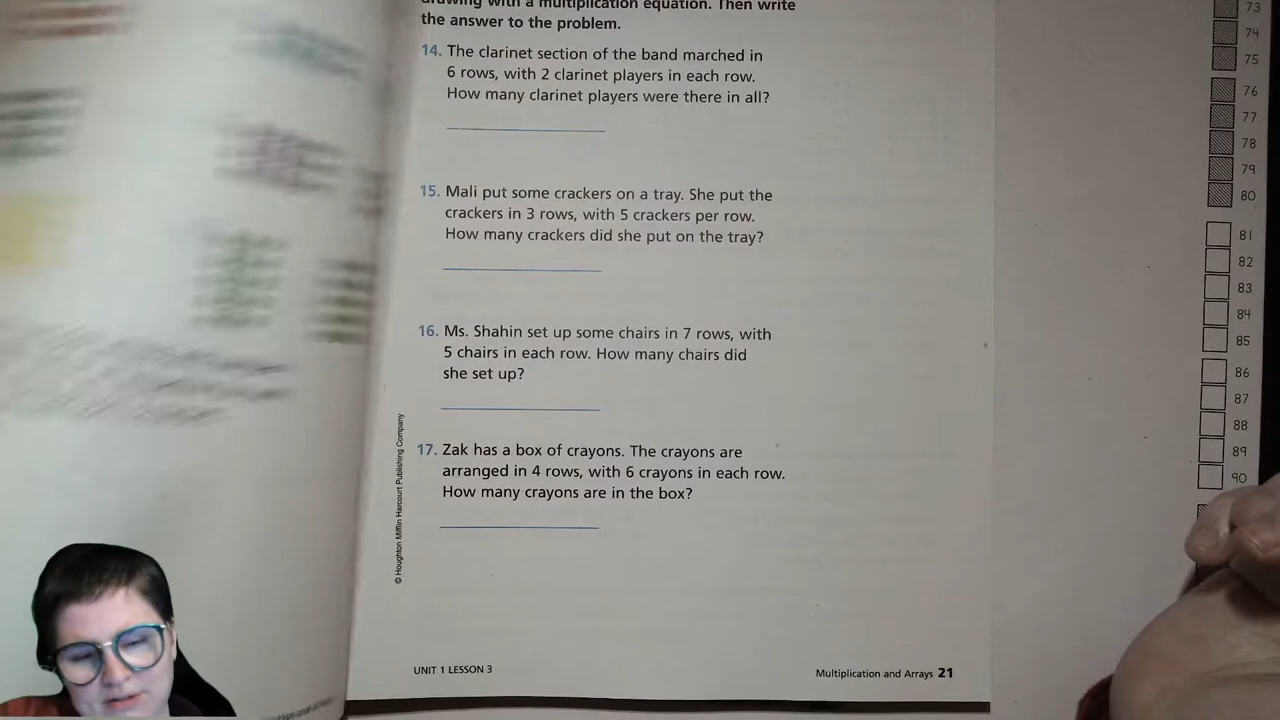 drawing with a multiplication equation. Then write
the answer to the problem.
14. The clarinet section of the band marched in
6 rows, with 2 clarinet players in each row.
How many clarinet players were there in all?
15. Mali put some crackers on a tray. She put the
crackers in 3 rows, with 5 crackers per row.
How many crackers did she put on the tray?
16. Ms. Shahin set up some chairs in 7 rows, with
5 chairs in each row. How many chairs did
she set up?
17. Zak has a box of crayons. The crayons are
arranged in 4 rows, with 6 crayons in each row.
How many crayons are in the box?
© Houghton Mifflin Harcourt Publishing Company
UNIT 1 LESSON 3
Multiplication and Arrays 21
73
74
75
76
77
78
79
80
81
82
83
84
85
86
87
88
89
90